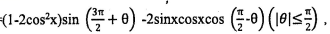 =(1-2cos²x)sin (3π/2 + θ) -2sinxcosxcos (π/2-θ) (|θ|≤π/2) ,